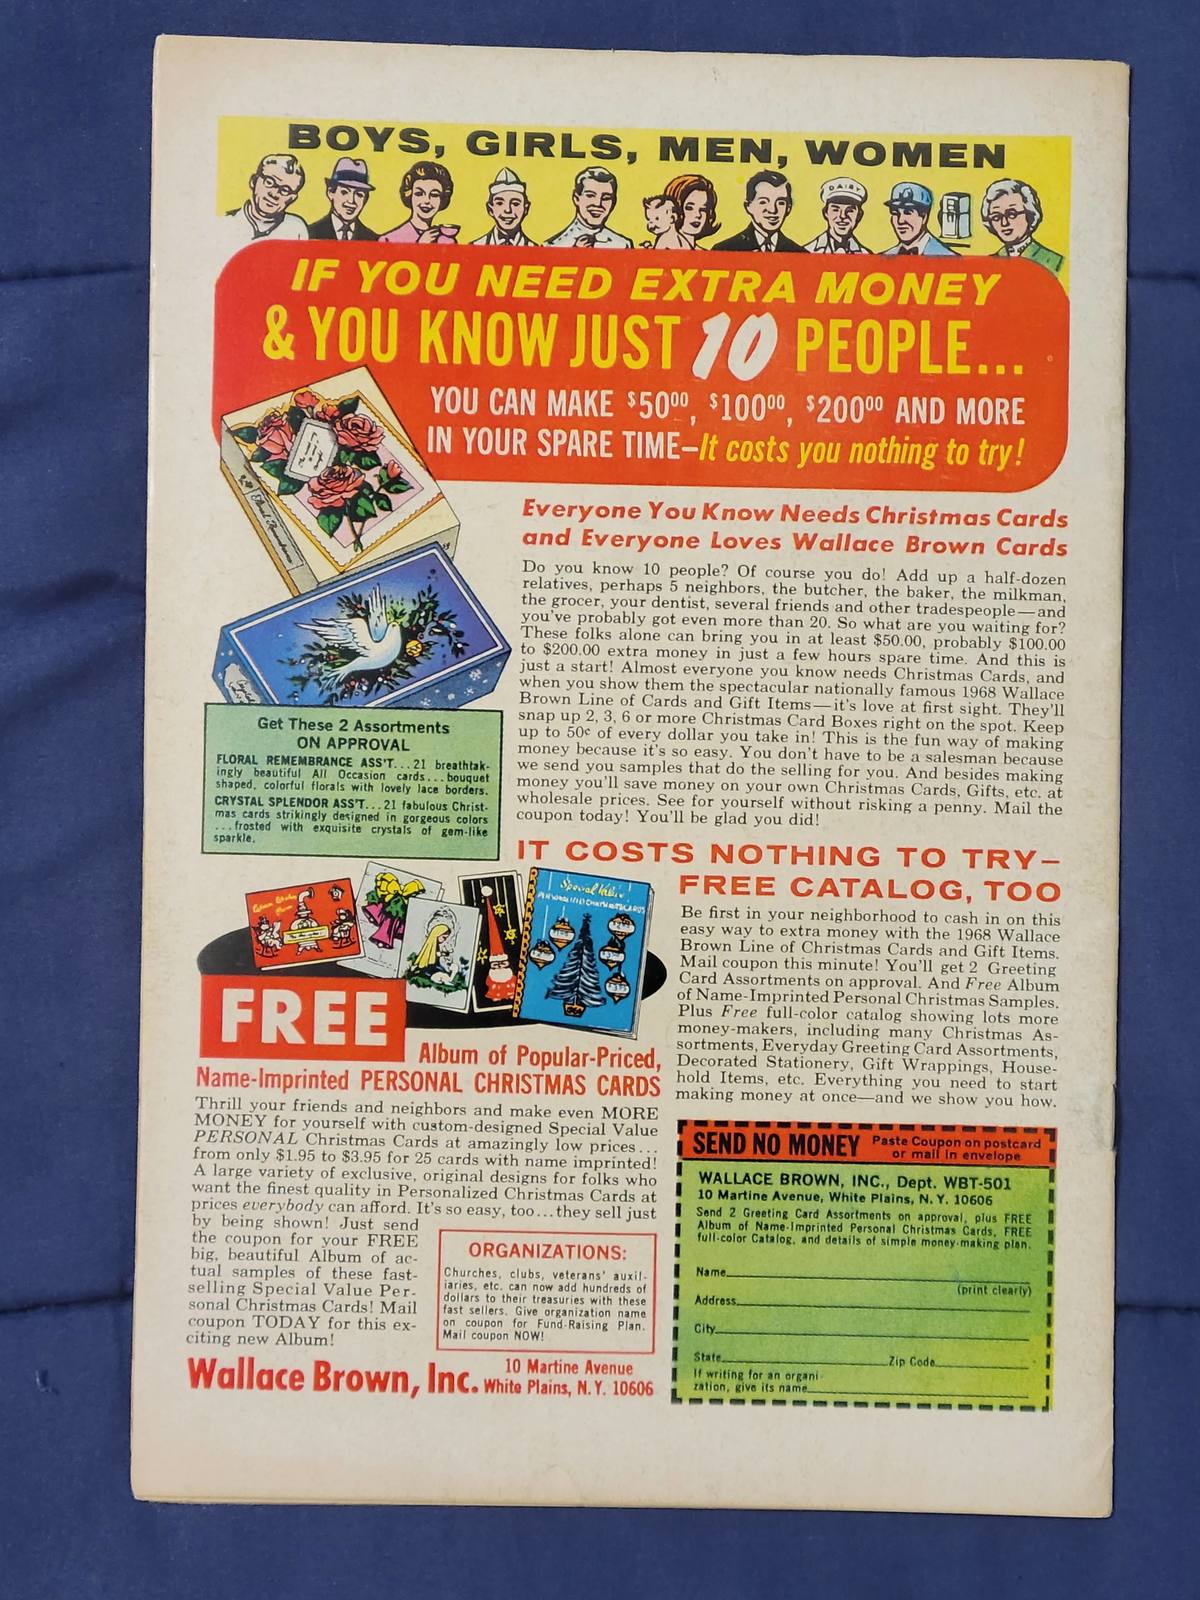 BOYS, GIRLS, MEN, WOMEN
DAIRY
IF YOU NEED EXTRA MONEY
& YOU KNOW JUST 10 PEOPLE...
YOU CAN MAKE $50⁰⁰, $100⁰⁰, $200⁰⁰ AND MORE
IN YOUR SPARE TIME—It costs you nothing to try!
Floral Remembrance
Everyone You Know Needs Christmas Cards
and Everyone Loves Wallace Brown Cards
Do you know 10 people? Of course you do! Add up a half-dozen
relatives, perhaps 5 neighbors, the butcher, the baker, the milkman,
the grocer, your dentist, several friends and other tradespeople—and
you've probably got even more than 20. So what are you waiting for?
These folks alone can bring you in at least $50.00, probably $100.00
to $200.00 extra money in just a few hours spare time. And this is
just a start! Almost everyone you know needs Christmas Cards, and
when you show them the spectacular nationally famous 1968 Wallace
Brown Line of Cards and Gift Items—it's love at first sight. They'll
snap up 2, 3, 6 or more Christmas Card Boxes right on the spot. Keep
up to 50¢ of every dollar you take in! This is the fun way of making
money because it's so easy. You don't have to be a salesman because
we send you samples that do the selling for you. And besides making
money you'll save money on your own Christmas Cards, Gifts, etc. at
wholesale prices. See for yourself without risking a penny. Mail the
coupon today! You'll be glad you did!
Get These 2 Assortments
ON APPROVAL
FLORAL REMEMBRANCE ASS'T...21 breathtak-
ingly beautiful All Occasion cards...bouquet
shaped, colorful florals with lovely lace borders.
CRYSTAL SPLENDOR ASS'T...21 fabulous Christ-
mas cards strikingly designed in gorgeous colors
...frosted with exquisite crystals of gem-like
sparkle.
IT COSTS NOTHING TO TRY—
FREE CATALOG, TOO
Be first in your neighborhood to cash in on this
easy way to extra money with the 1968 Wallace
Brown Line of Christmas Cards and Gift Items.
Mail coupon this minute! You'll get 2 Greeting
Card Assortments on approval. And Free Album
of Name-Imprinted Personal Christmas Samples.
Plus Free full-color catalog showing lots more
money-makers, including many Christmas As-
sortments, Everyday Greeting Card Assortments,
Decorated Stationery, Gift Wrappings, House-
hold Items, etc. Everything you need to start
making money at once—and we show you how.
Special Value
PERSONALIZED CHRISTMAS CARDS
FREE
Album of Popular-Priced,
Name-Imprinted PERSONAL CHRISTMAS CARDS
Thrill your friends and neighbors and make even MORE
MONEY for yourself with custom-designed Special Value
PERSONAL Christmas Cards at amazingly low prices...
from only $1.95 to $3.95 for 25 cards with name imprinted!
A large variety of exclusive, original designs for folks who
want the finest quality in Personalized Christmas Cards at
prices everybody can afford. It's so easy, too...they sell just
by being shown! Just send
the coupon for your FREE
big, beautiful Album of ac-
tual samples of these fast-
selling Special Value Per-
sonal Christmas Cards! Mail
coupon TODAY for this ex-
citing new Album!
ORGANIZATIONS:
Churches, clubs, veterans' auxil-
iaries, etc. can now add hundreds of
dollars to their treasuries with these
fast sellers. Give organization name
on coupon for Fund-Raising Plan.
Mail coupon NOW!
Wallace Brown, Inc. 10 Martine Avenue
White Plains, N.Y. 10606
SEND NO MONEY Paste Coupon on postcard
or mail in envelope
WALLACE BROWN, INC., Dept. WBT-501
10 Martine Avenue, White Plains, N.Y. 10606
Send 2 Greeting Card Assortments on approval, plus FREE
Album of Name-Imprinted Personal Christmas Cards, FREE
full-color Catalog, and details of simple money-making plan.
Name
(print clearly)
Address
City
State Zip Code
If writing for an organi-
zation, give its name